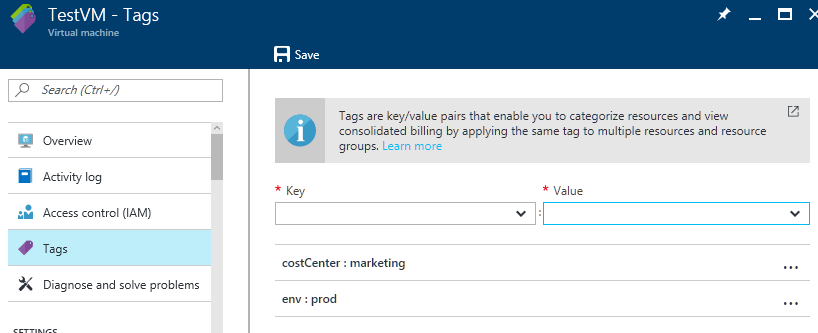 TestVM - Tags
Virtual machine
Save
Search (Ctrl+/)
Overview
Activity log
Access control (IAM)
Tags
Diagnose and solve problems
SETTINGS
Tags are key/value pairs that enable you to categorize resources and view
consolidated billing by applying the same tag to multiple resources and resource
groups. Learn more
* Key
* Value
:
costCenter : marketing
...
env : prod
...